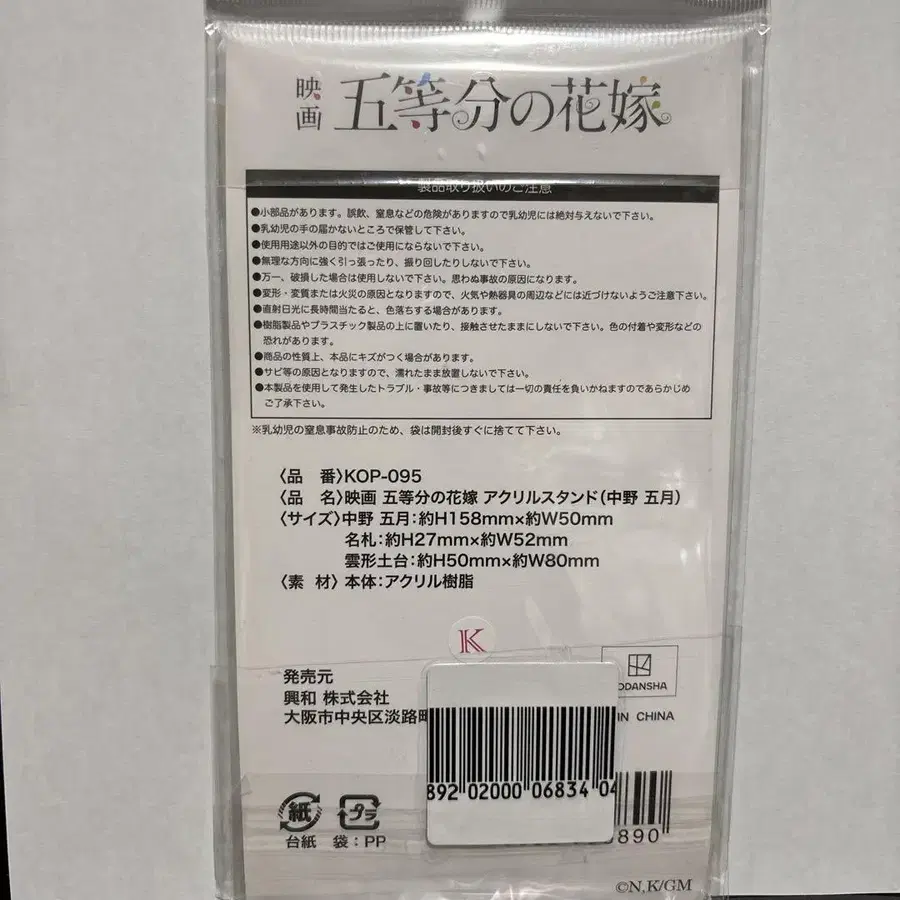 映画 五等分の花嫁
製品取り扱いのご注意
●小部品があります。誤飲、窒息などの危険がありますので乳幼児には絶対与えないで下さい。
●乳幼児の手の届かないところで保管して下さい。
●使用用途以外の目的ではご使用にならないで下さい。
●無理な方向に強く引っ張ったり、振り回したりしないで下さい。
●万一、破損した場合は使用しないで下さい。思わぬ事故の原因になります。
●変形・変質または火災の原因となりますので、火気や熱器具の周辺などには近づけないようご注意下さい。
●直射日光に長時間当たると、色落ちする場合があります。
●樹脂製品やプラスチック製品の上に置いたり、接触させたままにしないで下さい。色の付着や変形などの
恐れがあります。
●商品の性質上、本品にキズがつく場合があります。
●サビ等の原因となりますので、濡れたまま放置しないで下さい。
●本製品を使用して発生したトラブル・事故等につきましては一切の責任を負いかねますのであらかじめ
ご了承下さい。
※乳幼児の窒息事故防止のため、袋は開封後すぐに捨てて下さい。
〈品 番〉KOP-095
〈品 名〉映画 五等分の花嫁 アクリルスタンド(中野 五月)
〈サイズ〉中野 五月:約H158mm×約W50mm
名札:約H27mm×約W52mm
雲形土台:約H50mm×約W80mm
〈素 材〉本体:アクリル樹脂
K
発売元
興和 株式会社
大阪市中央区淡路町
ODANSHA
IN CHINA
892 02000 06834 04
890
紙 プラ
台紙 袋:PP
©N,K/GM